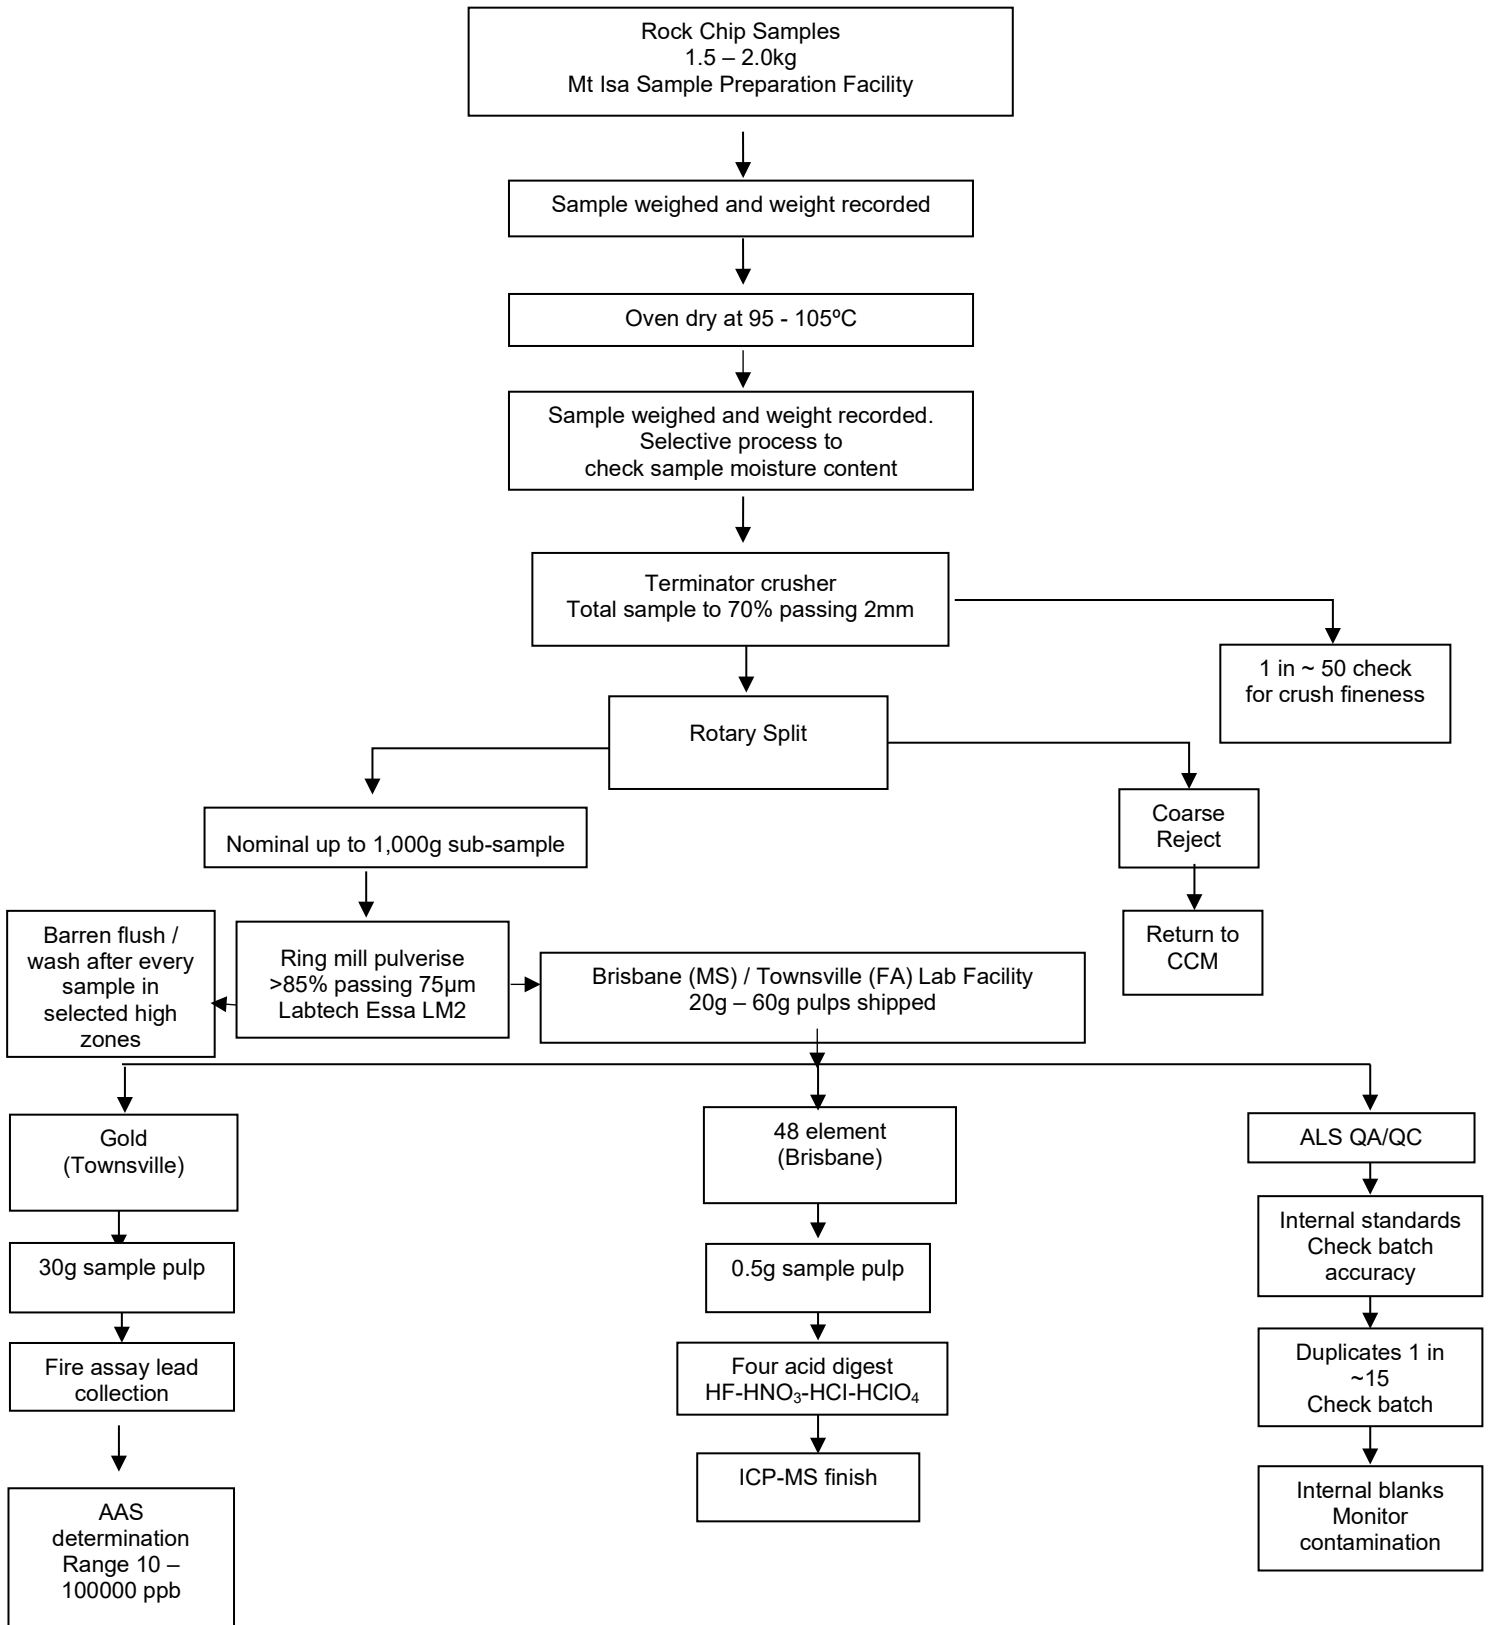 Rock Chip Samples
1.5 – 2.0kg
Mt Isa Sample Preparation Facility
Sample weighed and weight recorded
Oven dry at 95 - 105ºC
Sample weighed and weight recorded.
Selective process to
check sample moisture content
Terminator crusher
Total sample to 70% passing 2mm
1 in ~ 50 check
for crush fineness
Rotary Split
Nominal up to 1,000g sub-sample
Coarse
Reject
Return to
CCM
Barren flush /
wash after every
sample in
selected high
zones
Ring mill pulverise
>85% passing 75µm
Labtech Essa LM2
Brisbane (MS) / Townsville (FA) Lab Facility
20g – 60g pulps shipped
Gold
(Townsville)
30g sample pulp
Fire assay lead
collection
AAS
determination
Range 10 –
100000 ppb
48 element
(Brisbane)
0.5g sample pulp
Four acid digest
HF-HNO₃-HCl-HClO₄
ICP-MS finish
ALS QA/QC
Internal standards
Check batch
accuracy
Duplicates 1 in
~15
Check batch
Internal blanks
Monitor
contamination